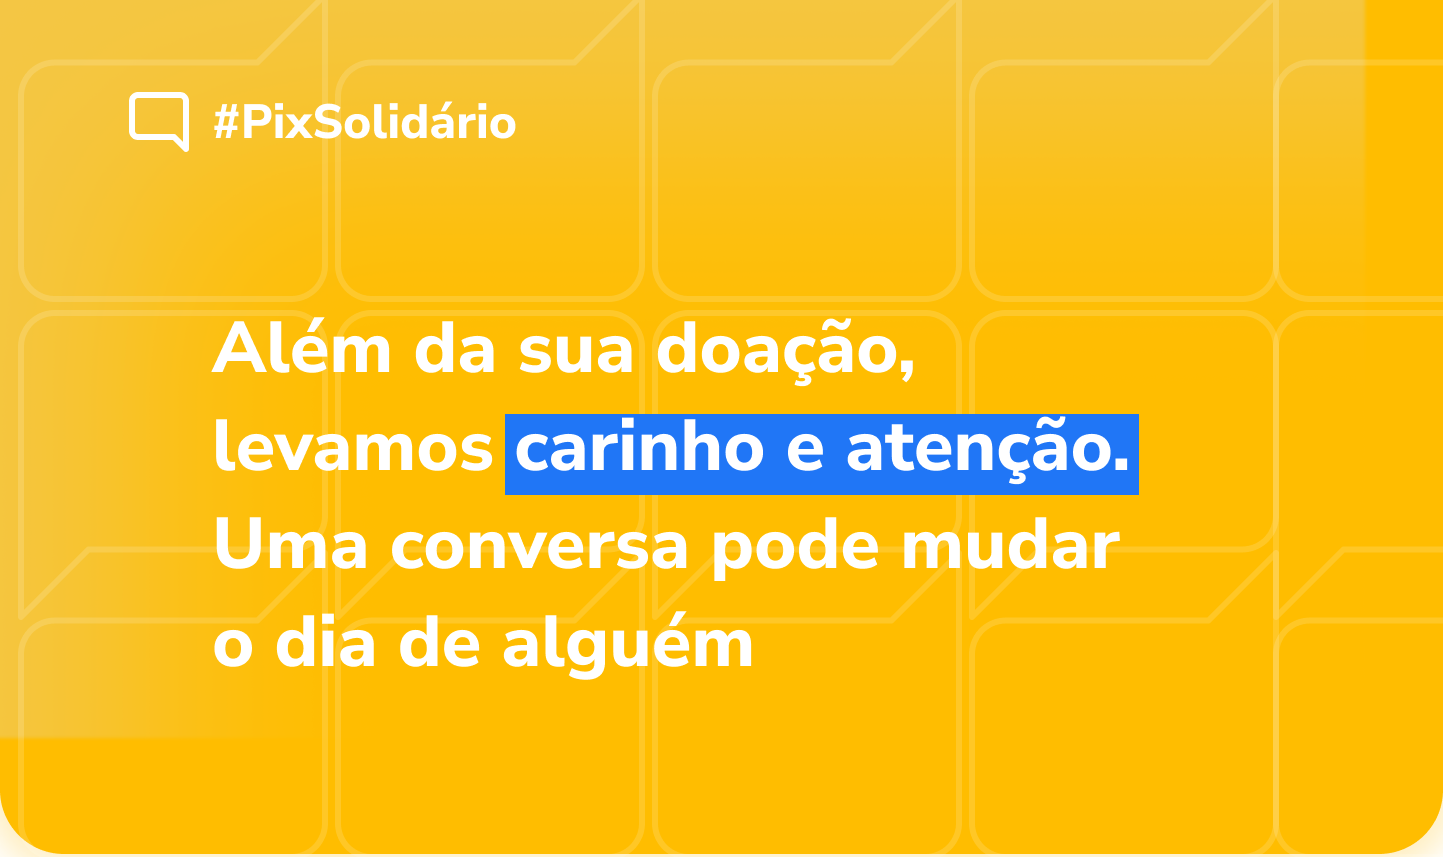 #PixSolidário
Além da sua doação,
levamos carinho e atenção.
Uma conversa pode mudar
o dia de alguém